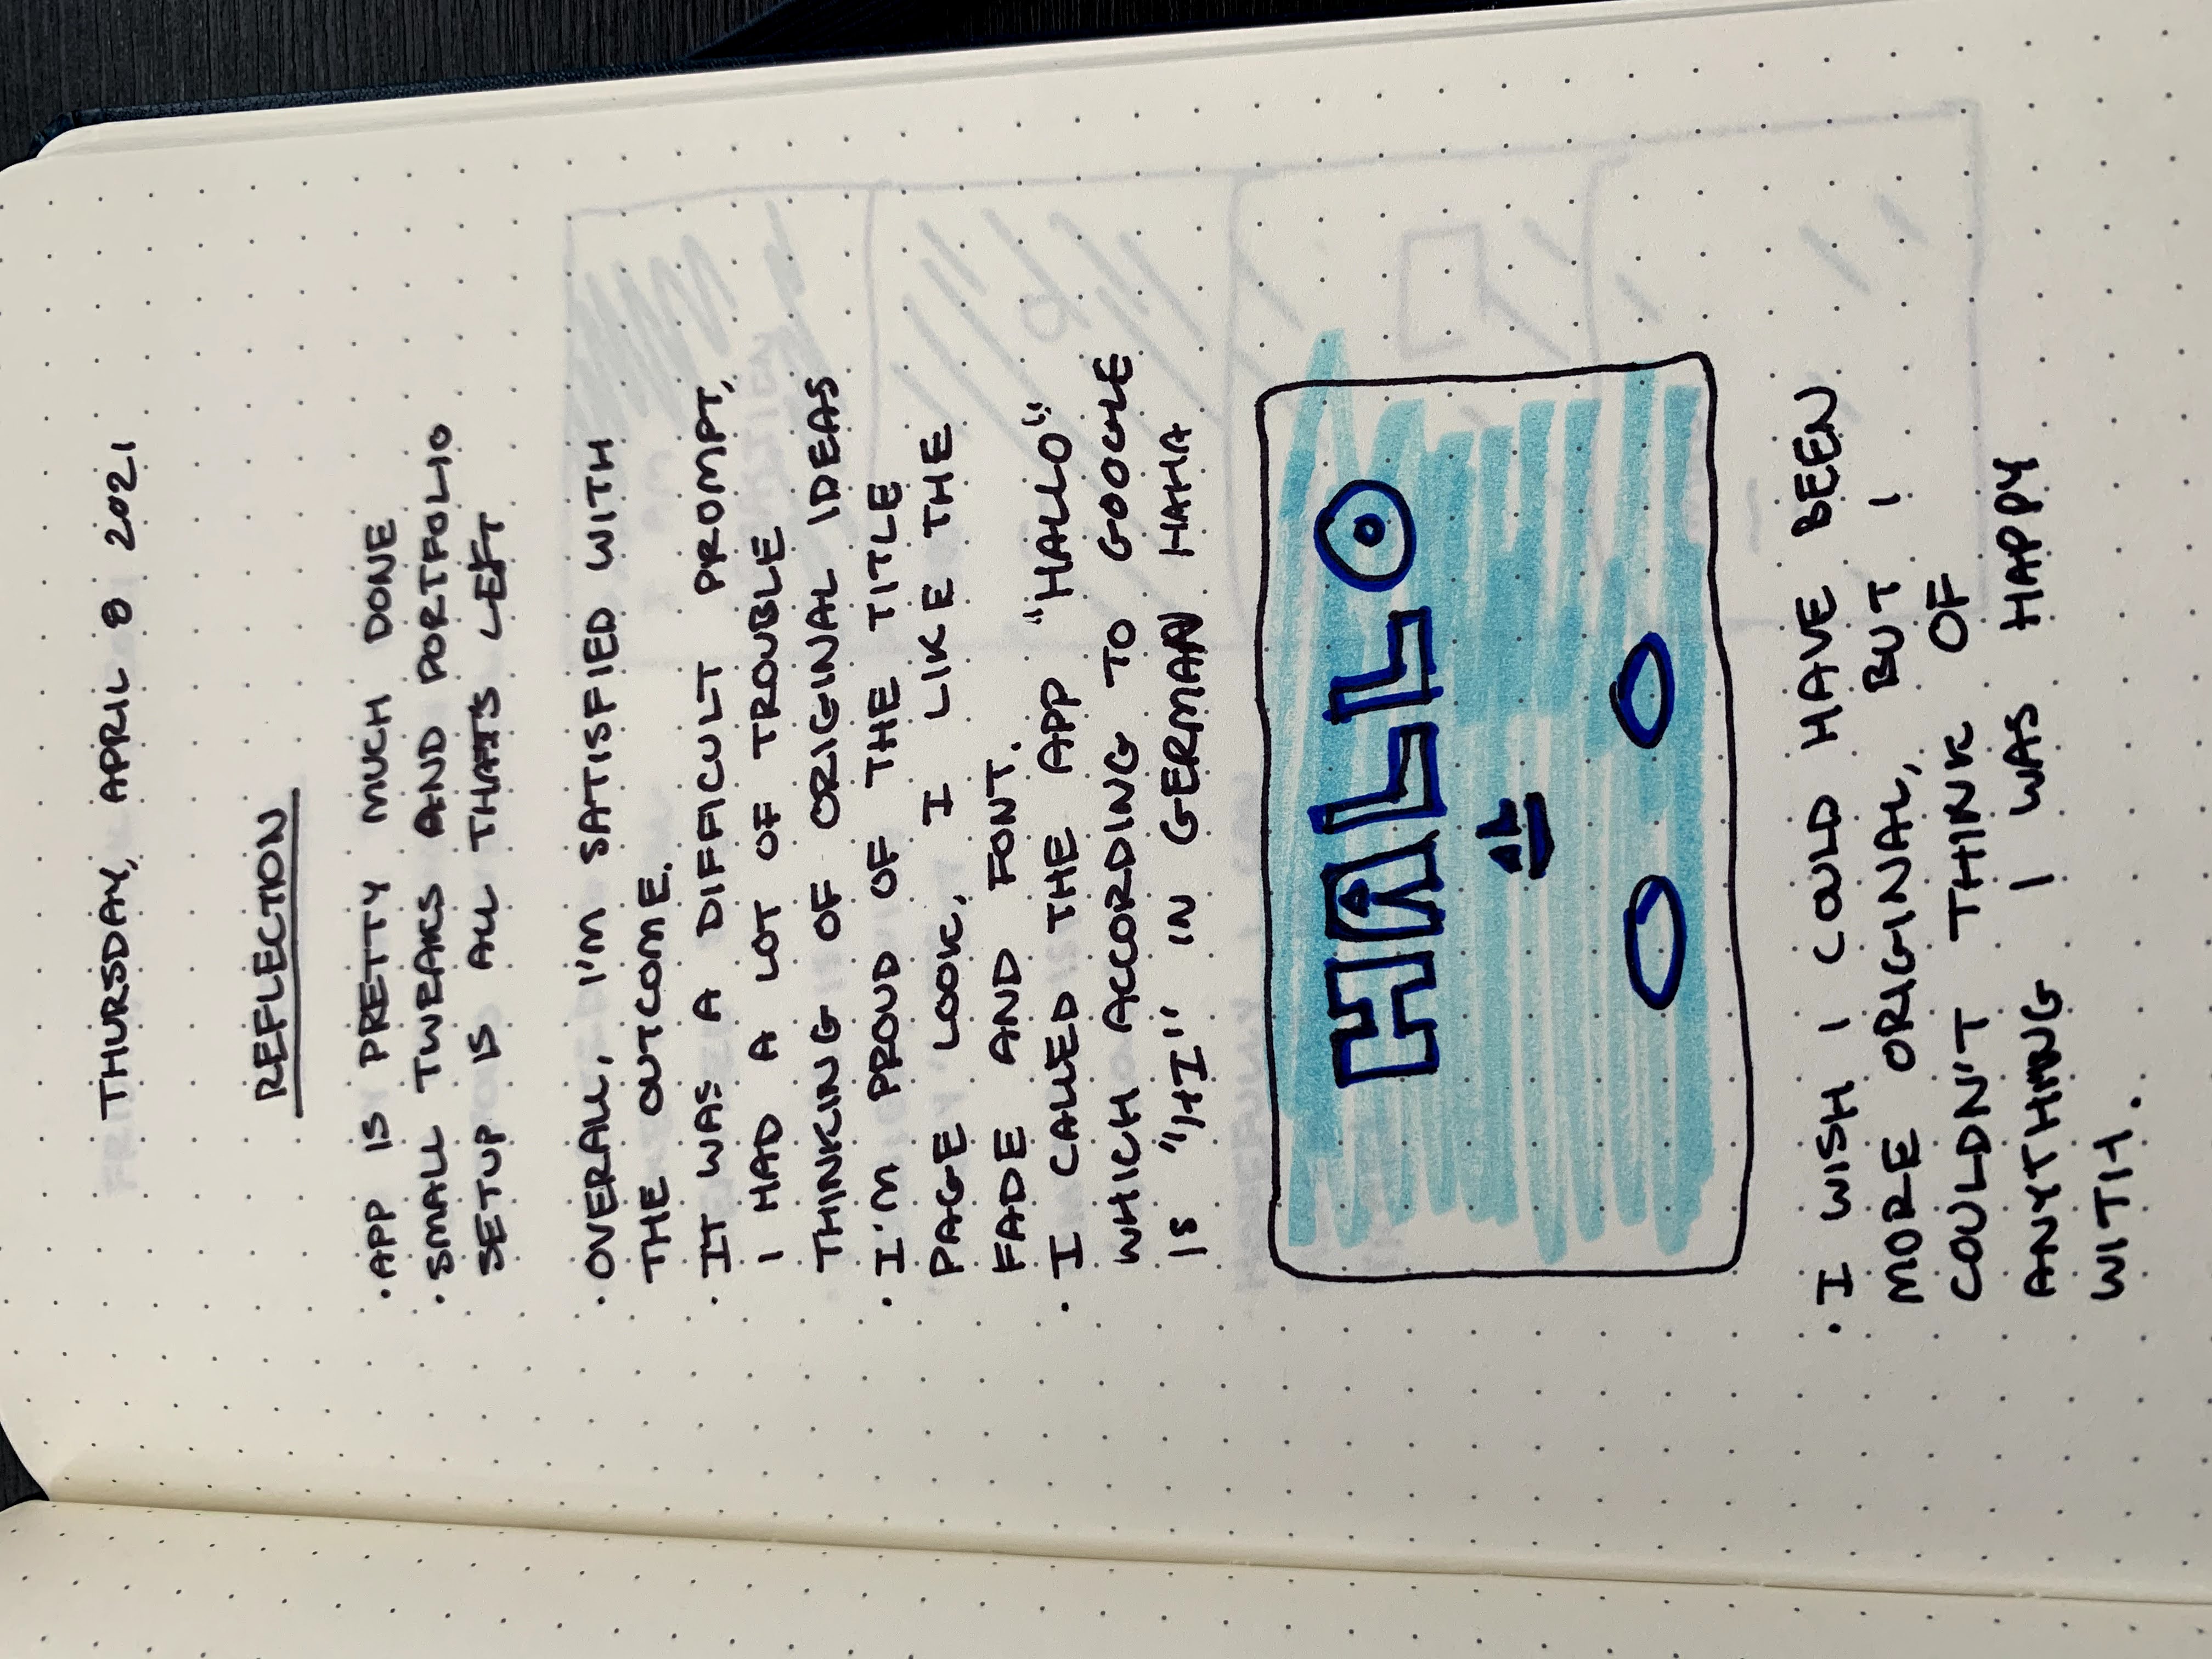 THURSDAY, APRIL 8 2021
REFLECTION
· APP IS PRETTY MUCH DONE
· SMALL TWEAKS AND PORTFOLIO
SETUP IS ALL THAT'S LEFT
· OVERALL, I'M SATISFIED WITH
THE OUTCOME.
· IT WAS A DIFFICULT PROMPT,
I HAD A LOT OF TROUBLE
THINKING OF ORIGINAL IDEAS
· I'M PROUD OF THE TITLE
PAGE LOOK, I LIKE THE
FADE AND FONT.
· I CALLED THE APP "HALLO"
WHICH ACCORDING TO GOOGLE
IS "HI" IN GERMAN HAHA
HALLO
· I WISH I COULD HAVE BEEN
MORE ORIGINAL, BUT I
COULDN'T THINK OF
ANYTHING I WAS HAPPY
WITH.